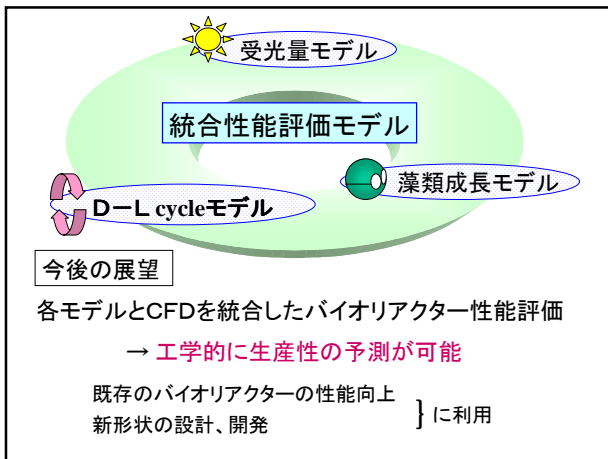 受光量モデル
統合性能評価モデル
藻類成長モデル
D－L cycleモデル
今後の展望
各モデルとCFDを統合したバイオリアクター性能評価
→ 工学的に生産性の予測が可能
既存のバイオリアクターの性能向上
新形状の設計、開発
} に利用